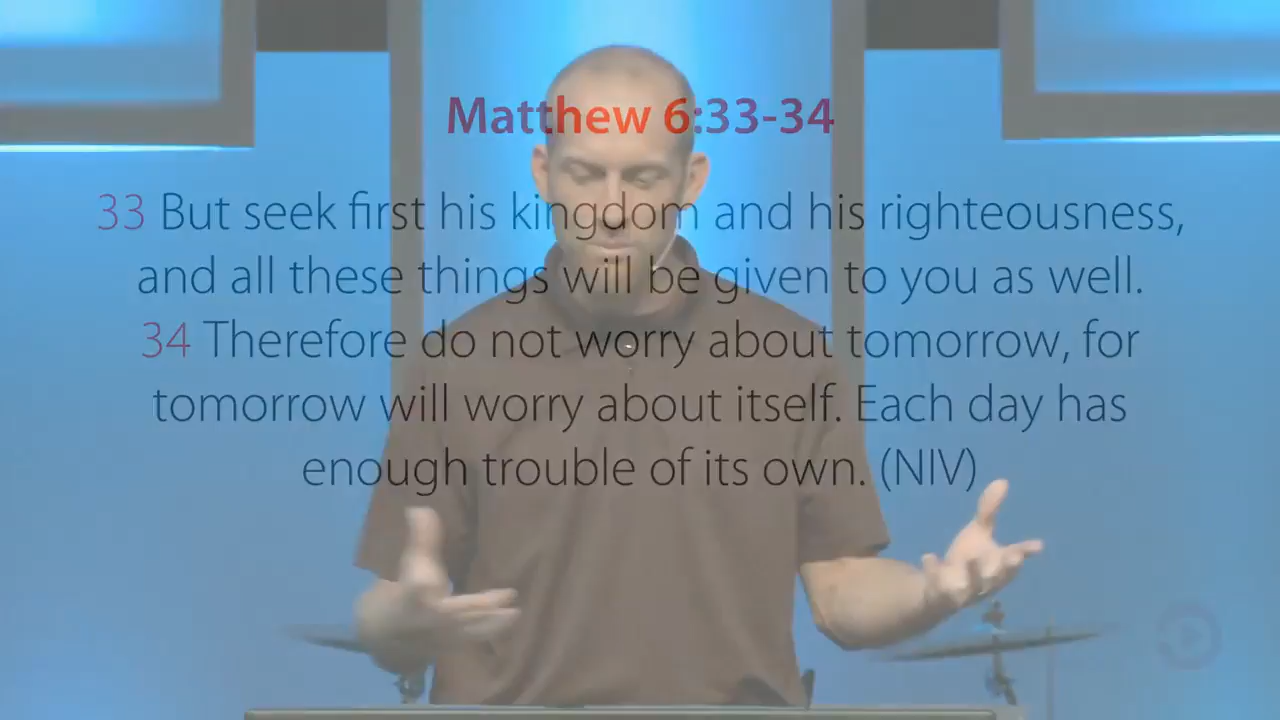 Matthew 6:33-34
33 But seek first his kingdom and his righteousness,
and all these things will be given to you as well.
34 Therefore do not worry about tomorrow, for
tomorrow will worry about itself. Each day has
enough trouble of its own. (NIV)